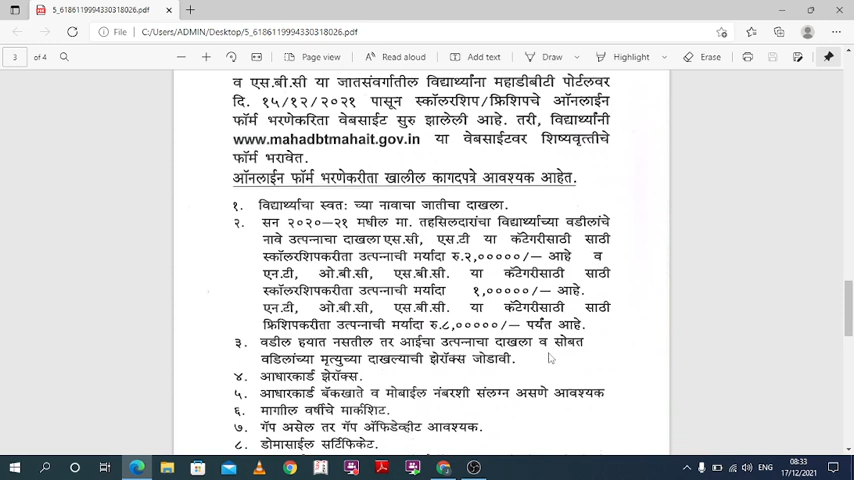 5_6186119994330318026.pdf
File C:/Users/ADMIN/Desktop/5_6186119994330318026.pdf
3 of 4 Page view Read aloud Add text Draw Highlight Erase
व एस.बी.सी या जातसंवर्गातील विद्यार्थ्यांना महाडीबीटी पोर्टलवर
दि. १५/१२/२०२१ पासून स्कॉलरशिप/फ्रिशिपचे ऑनलाईन
फॉर्म भरणेकरिता वेबसाईट सुरु झालेली आहे. तरी, विद्यार्थ्यांनी
www.mahadbtmahait.gov.in या वेबसाईटवर शिष्यवृत्तीचे
फॉर्म भरावेत.
ऑनलाईन फॉर्म भरणेकरीता खालील कागदपत्रे आवश्यक आहेत.
१. विद्यार्थ्यांचा स्वतः च्या नावाचा जातीचा दाखला.
२. सन २०२०—२१ मधील मा. तहसिलदारांचा विद्यार्थ्यांच्या वडीलांचे
नावे उत्पन्नाचा दाखला एस.सी, एस.टी या कॅटेगरीसाठी साठी
स्कॉलरशिपकरीता उत्पन्नाची मर्यादा रु.२,०००००/— आहे व
एन.टी, ओ.बी.सी, एस.बी.सी. या कॅटेगरीसाठी साठी
स्कॉलरशिपकरीता उत्पन्नाची मर्यादा १,०००००/— आहे.
एन.टी, ओ.बी.सी, एस.बी.सी. या कॅटेगरीसाठी साठी
फ्रिशिपकरीता उत्पन्नाची मर्यादा रु.८,०००००/— पर्यंत आहे.
३. वडील हयात नसतील तर आईचा उत्पन्नाचा दाखला व सोबत
वडिलांच्या मृत्युच्या दाखल्याची झेरॉक्स जोडावी.
४. आधारकार्ड झेरॉक्स.
५. आधारकार्ड बॅकखाते व मोबाईल नंबरशी संलग्न असणे आवश्यक
६. मागील वर्षीचे मार्कशिट.
७. गॅप असेल तर गॅप अॅफिडेव्हीट आवश्यक.
८. डोमासाईल सर्टिफिकेट.
ENG 08:33
17/12/2021